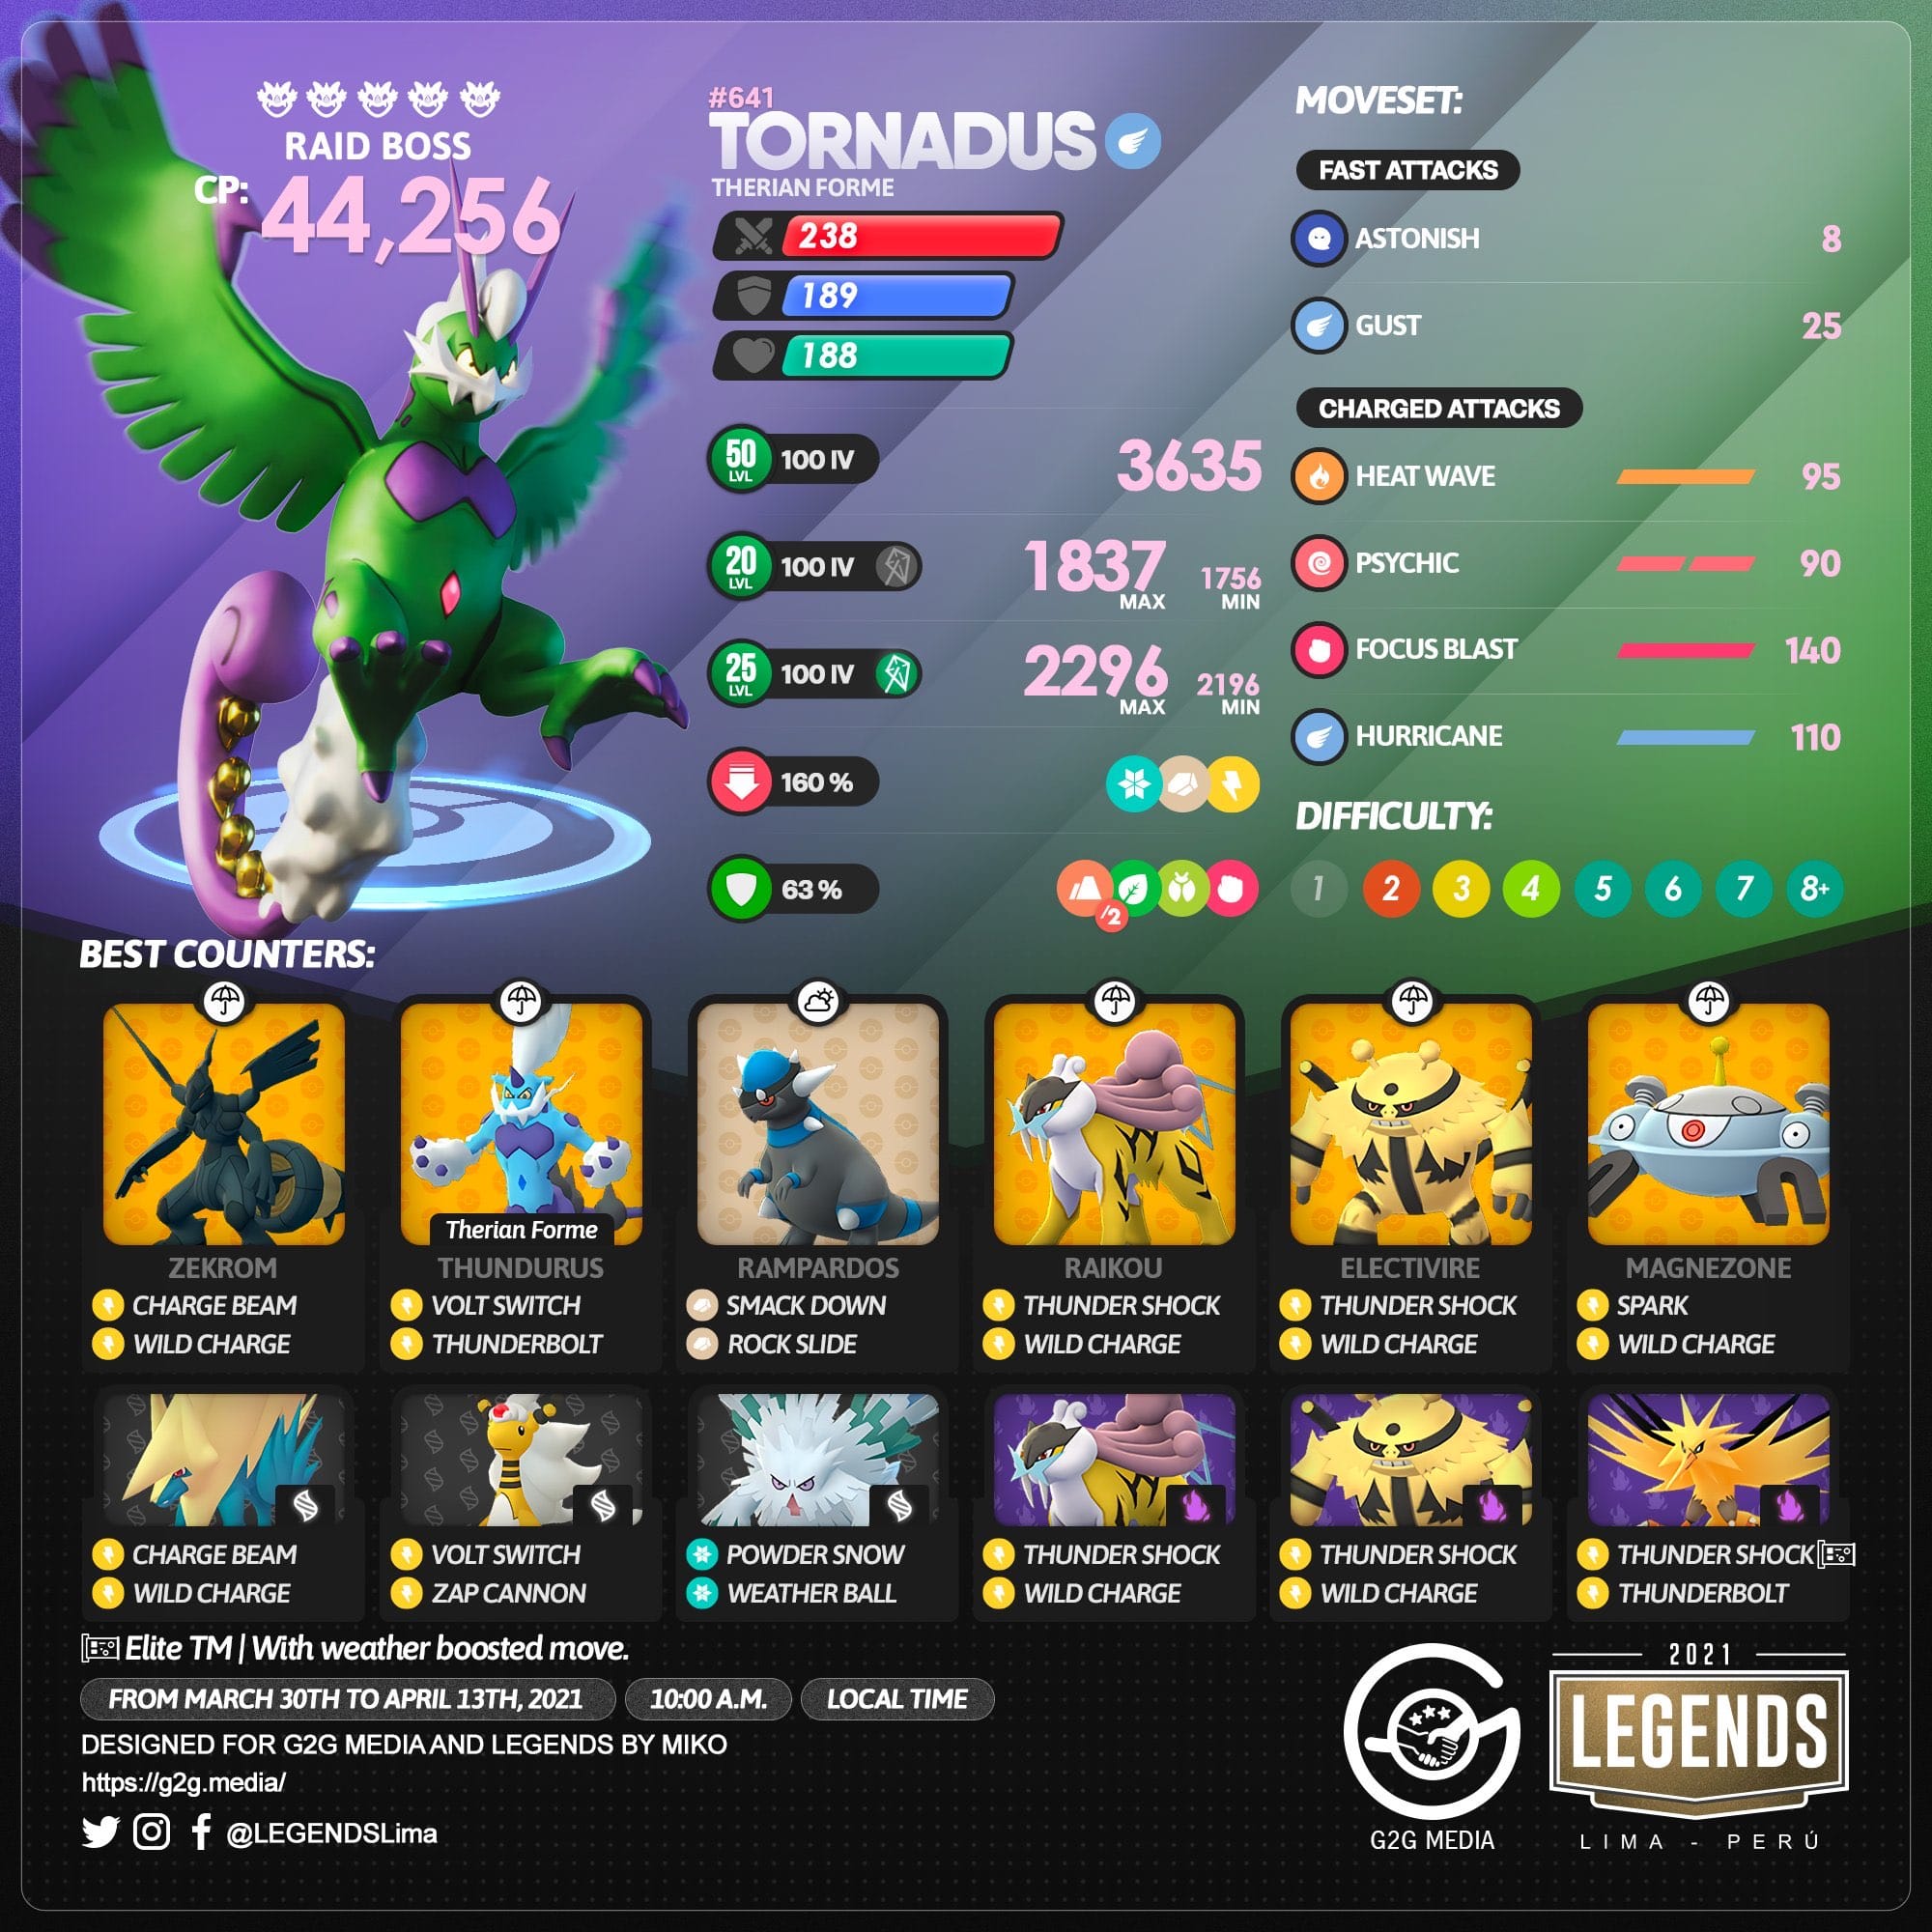 RAID BOSS
CP: 44,256
#641
TORNADUS
THERIAN FORME
238
189
188
50 LVL 100 IV 3635
20 LVL 100 IV 1837 MAX 1756 MIN
25 LVL 100 IV 2296 MAX 2196 MIN
160 %
63 % /2
MOVESET:
FAST ATTACKS
ASTONISH 8
GUST 25
CHARGED ATTACKS
HEAT WAVE 95
PSYCHIC 90
FOCUS BLAST 140
HURRICANE 110
DIFFICULTY:
1 2 3 4 5 6 7 8+
BEST COUNTERS:
Therian Forme
ZEKROM THUNDURUS RAMPARDOS RAIKOU ELECTIVIRE MAGNEZONE
CHARGE BEAM VOLT SWITCH SMACK DOWN THUNDER SHOCK THUNDER SHOCK SPARK
WILD CHARGE THUNDERBOLT ROCK SLIDE WILD CHARGE WILD CHARGE WILD CHARGE
CHARGE BEAM VOLT SWITCH POWDER SNOW THUNDER SHOCK THUNDER SHOCK THUNDER SHOCK
WILD CHARGE ZAP CANNON WEATHER BALL WILD CHARGE WILD CHARGE THUNDERBOLT
Elite TM | With weather boosted move.
FROM MARCH 30TH TO APRIL 13TH, 2021 10:00 A.M. LOCAL TIME
DESIGNED FOR G2G MEDIA AND LEGENDS BY MIKO
https://g2g.media/
@LEGENDSLima
G2G MEDIA
2021
LEGENDS
LIMA - PERÚ